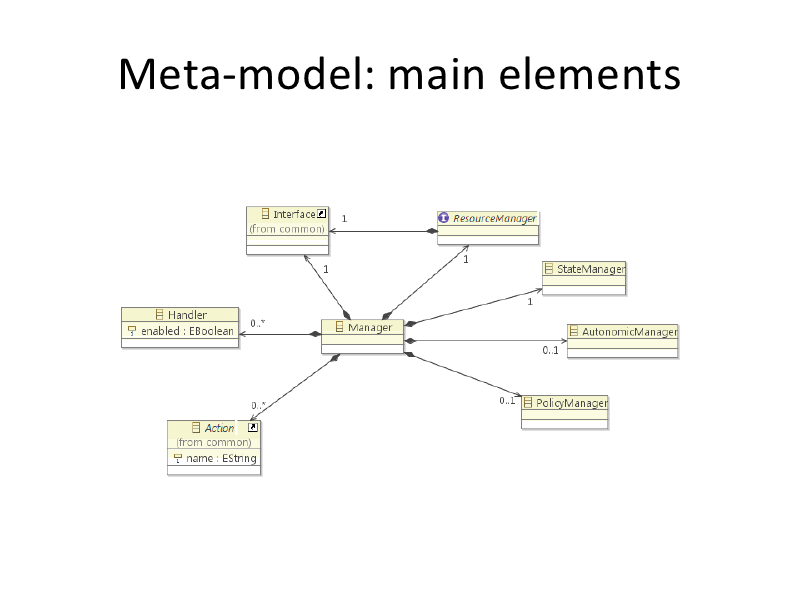 Meta-model: main elements
Interface
(from common)
1
ResourceManager
1
1
StateManager
1
Handler
enabled : EBoolean
0..*
Manager
AutonomicManager
0..1
0..1
PolicyManager
0..*
Action
(from common)
name : EString